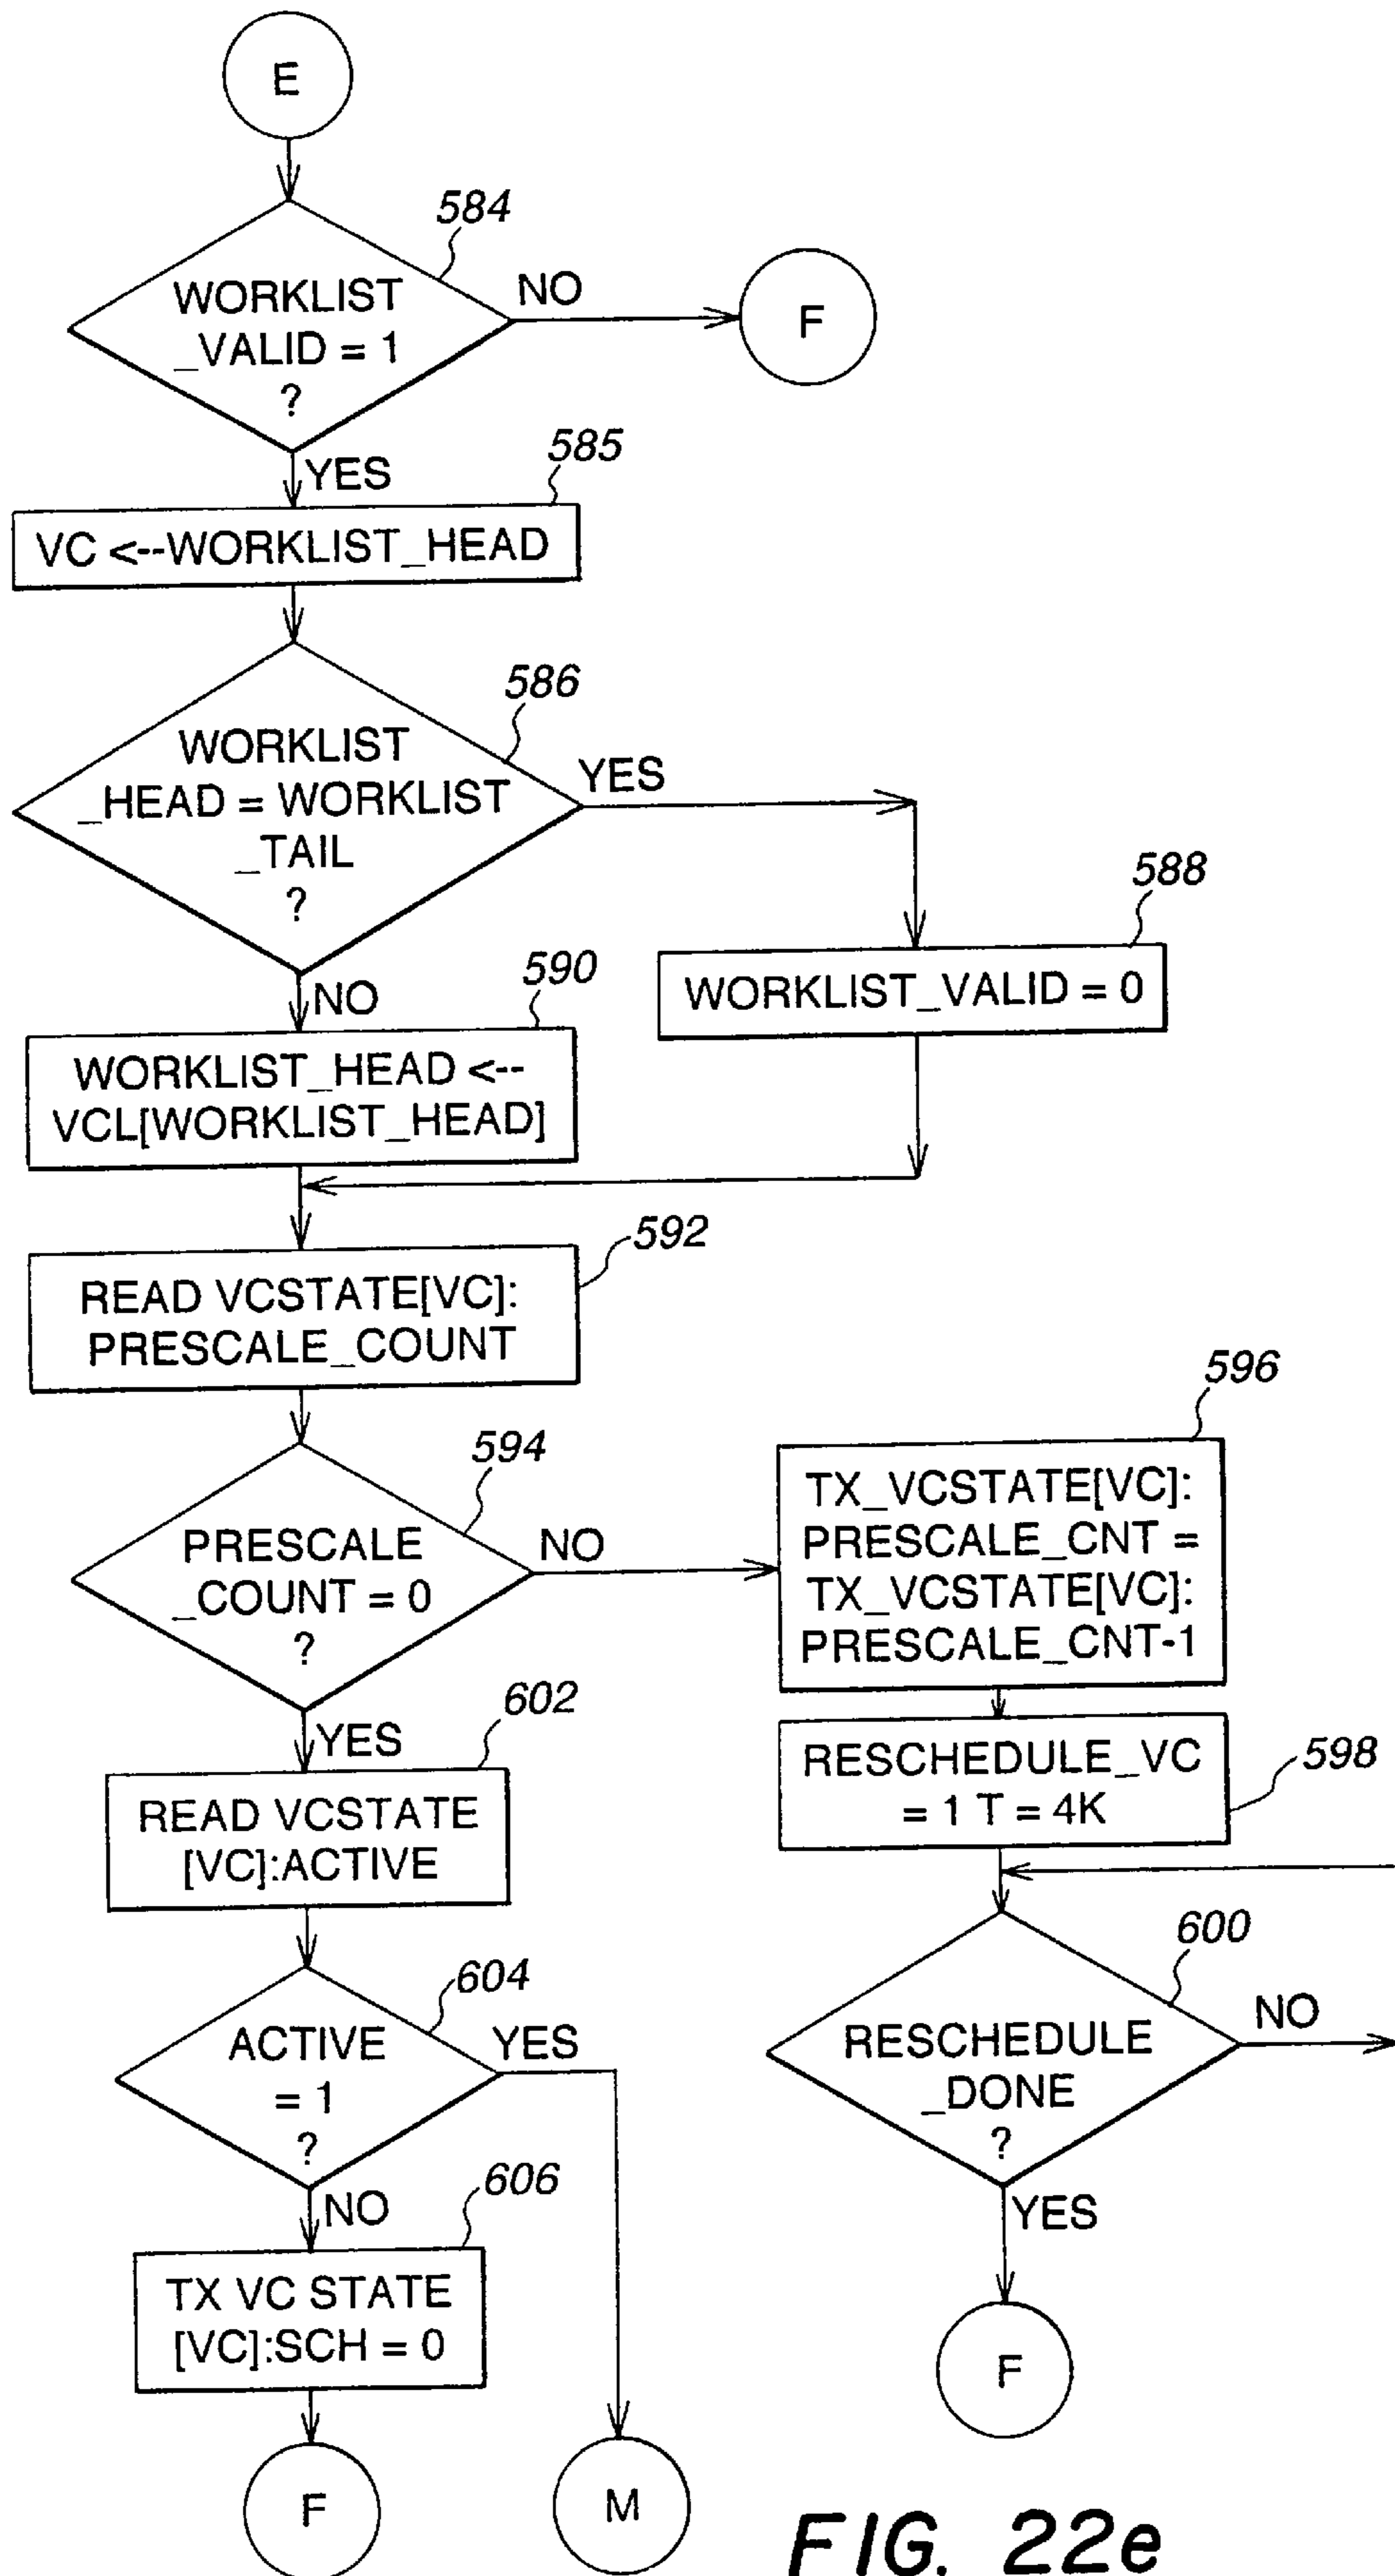 E
584
WORKLIST
_VALID = 1
?
NO
F
YES
585
VC <--WORKLIST_HEAD
586
WORKLIST
_HEAD = WORKLIST
_TAIL
?
YES
588
WORKLIST_VALID = 0
NO
590
WORKLIST_HEAD <--
VCL[WORKLIST_HEAD]
592
READ VCSTATE[VC]:
PRESCALE_COUNT
594
PRESCALE
_COUNT = 0
?
NO
596
TX_VCSTATE[VC]:
PRESCALE_CNT =
TX_VCSTATE[VC]:
PRESCALE_CNT-1
598
RESCHEDULE_VC
= 1 T = 4K
600
RESCHEDULE
_DONE
?
NO
YES
F
YES
602
READ VCSTATE
[VC]:ACTIVE
604
ACTIVE
= 1
?
YES
NO
606
TX VC STATE
[VC]:SCH = 0
F
M
FIG. 22e